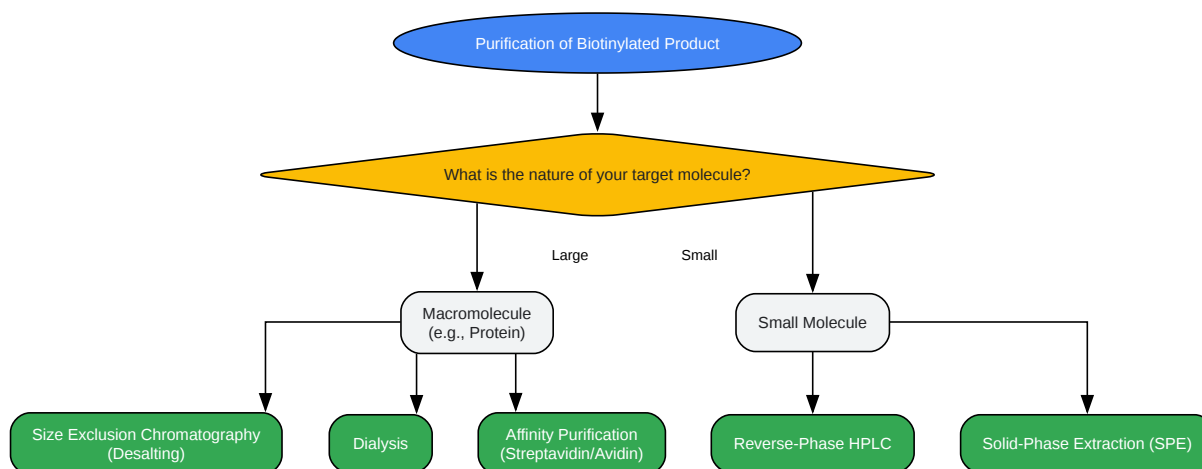 Purification of Biotinylated Product
What is the nature of your target molecule?
Large
Small
Macromolecule
(e.g., Protein)
Small Molecule
Size Exclusion Chromatography
(Desalting)
Dialysis
Affinity Purification
(Streptavidin/Avidin)
Reverse-Phase HPLC
Solid-Phase Extraction (SPE)